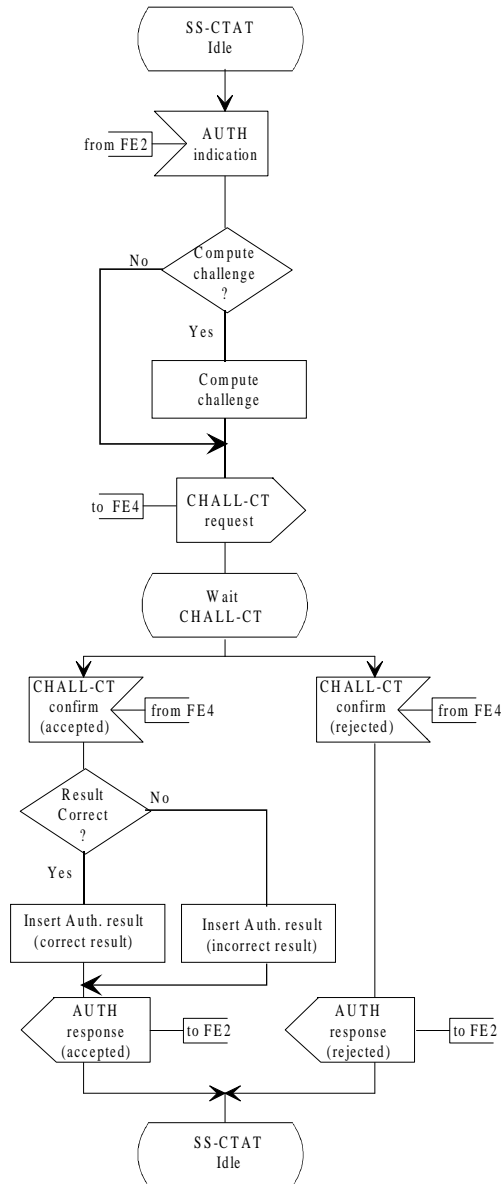 SS-CTAT
Idle
from FE2
AUTH
indication
No
Compute
challenge
?
Yes
Compute
challenge
to FE4
CHALL-CT
request
Wait
CHALL-CT
CHALL-CT
confirm
(accepted)
from FE4
CHALL-CT
confirm
(rejected)
from FE4
Result
Correct
?
No
Yes
Insert Auth. result
(correct result)
Insert Auth. result
(incorrect result)
AUTH
response
(accepted)
to FE2
AUTH
response
(rejected)
to FE2
SS-CTAT
Idle